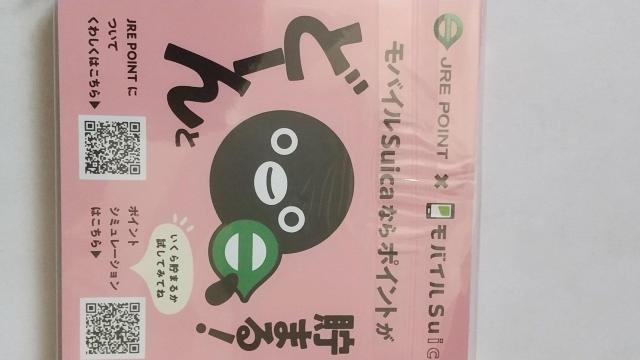 JRE POINT × モバイルSuic
モバイルSuicaならポイントが
どーんと
貯まる!
いくら貯まるか
試してみてね
JRE POINTに
ついて
くわしくはこちら▶
ポイント
シミュレーション
はこちら▶